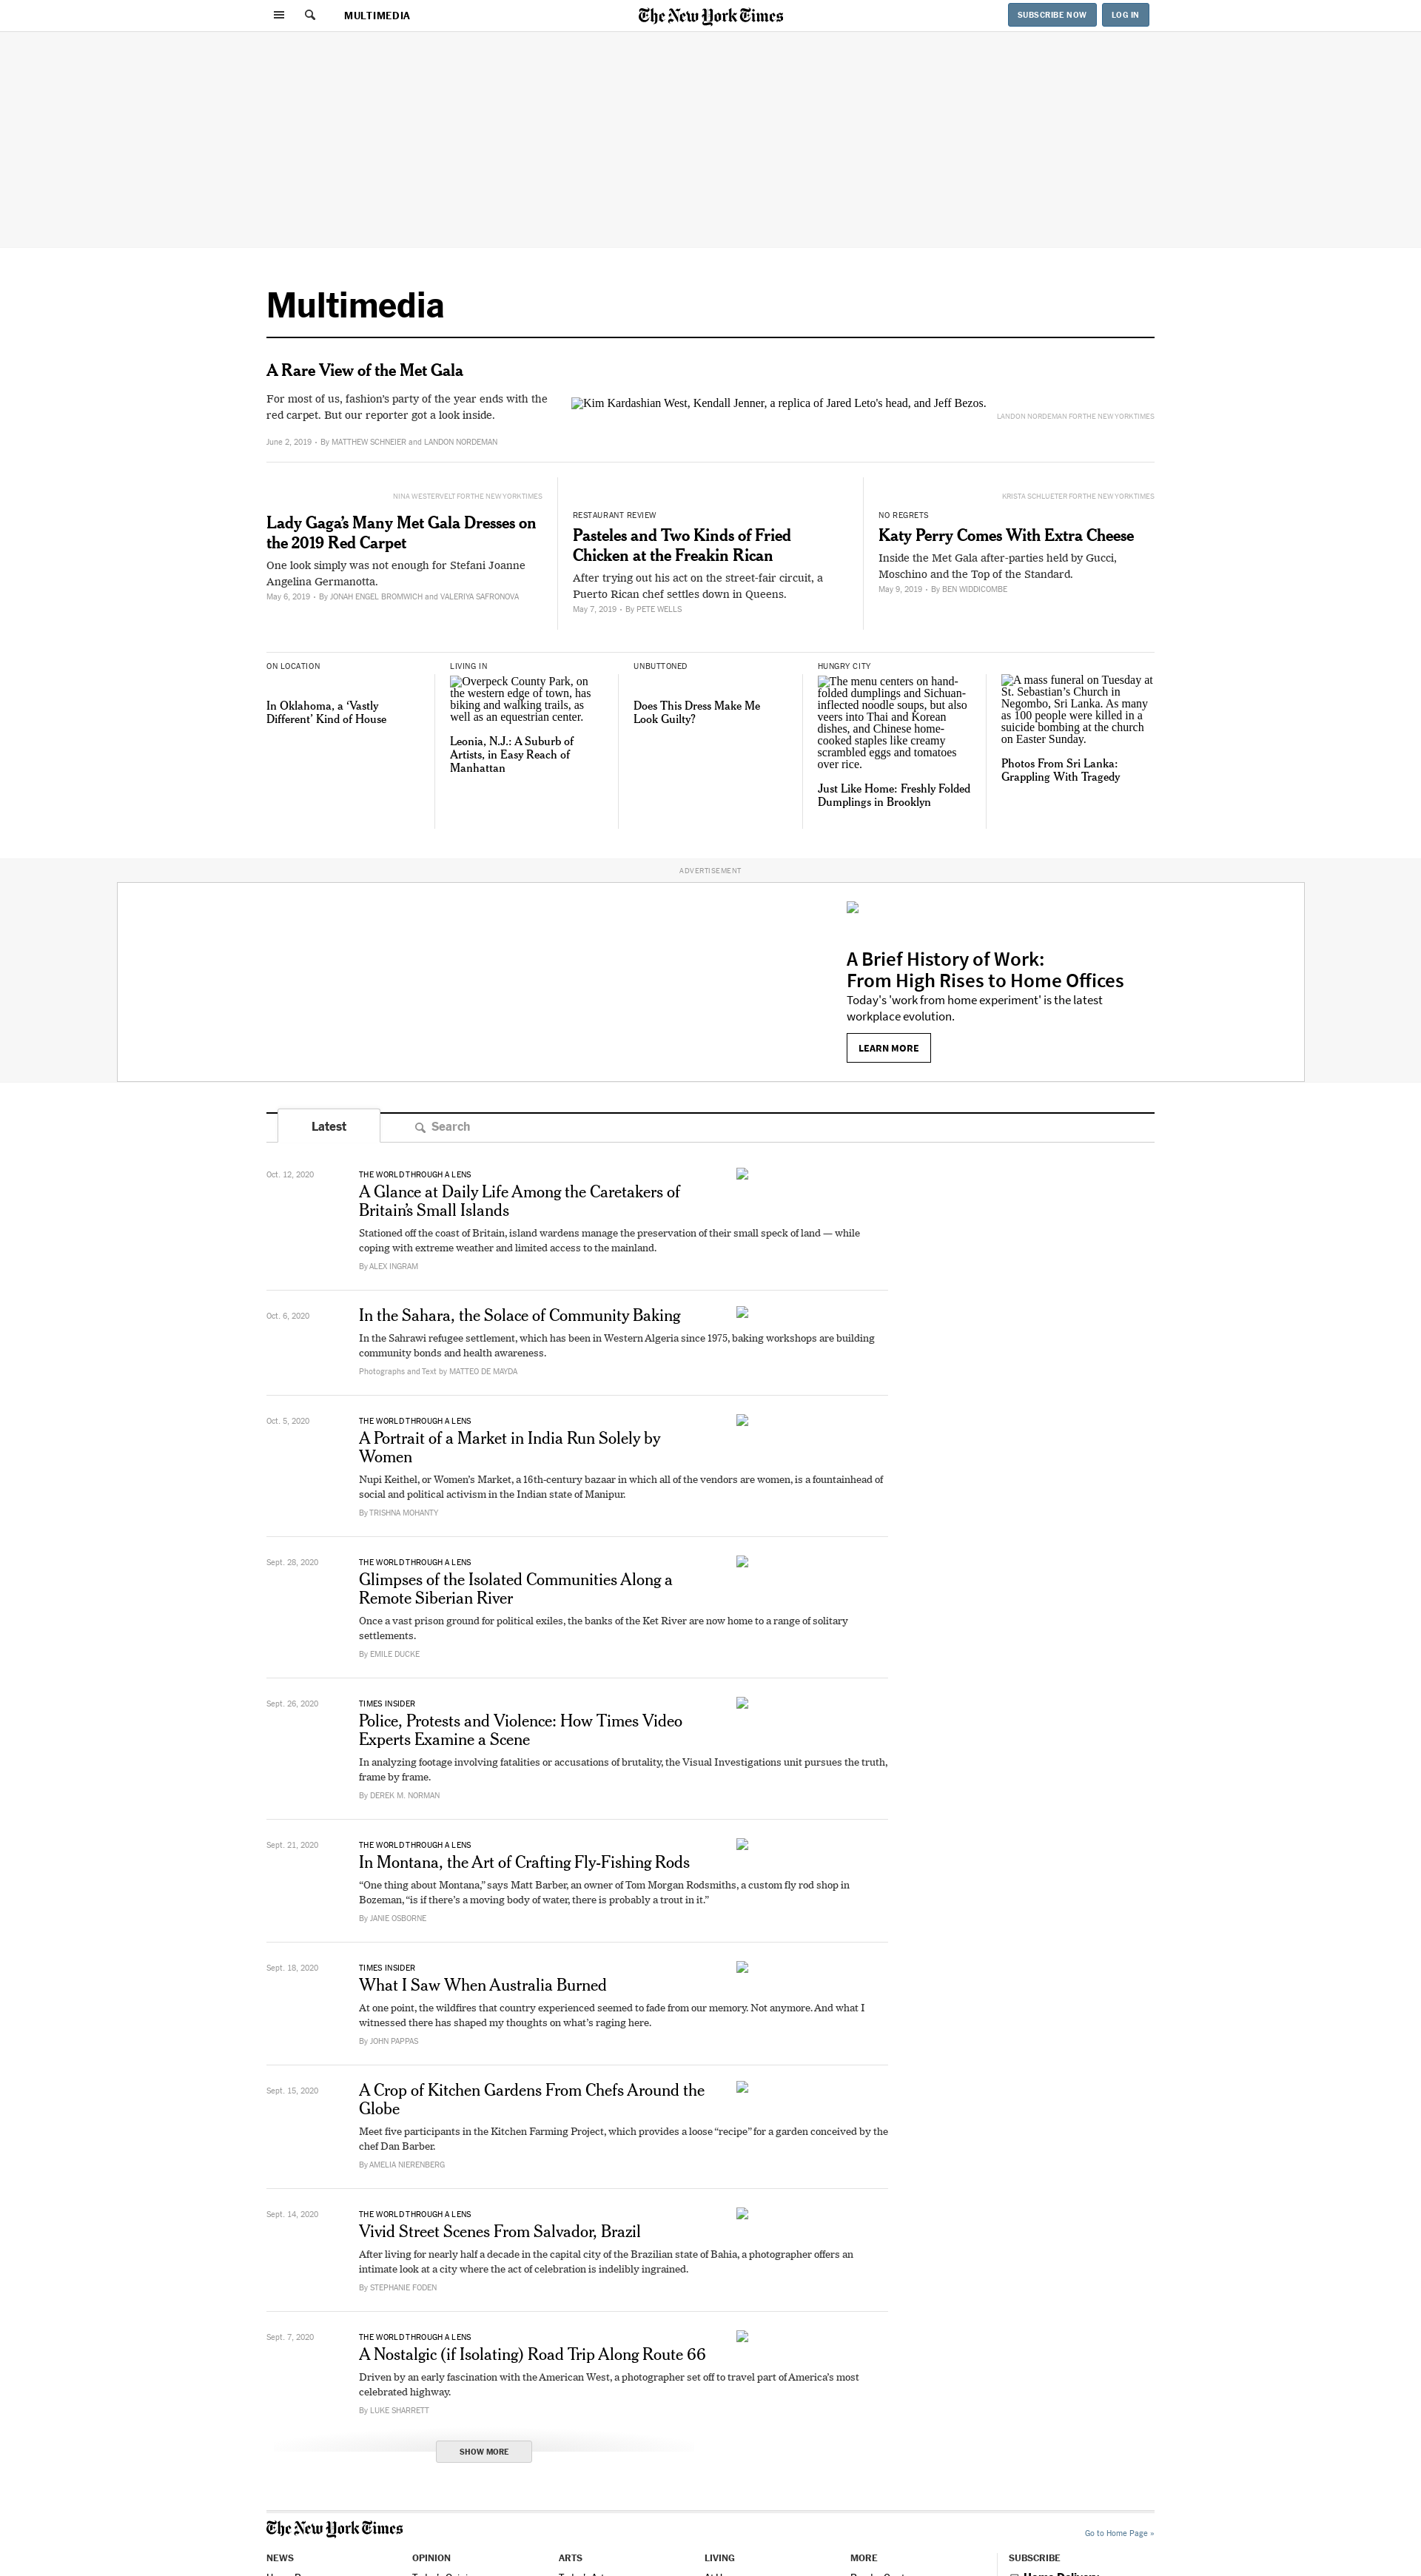 MULTIMEDIA
The New York Times
SUBSCRIBE NOW
LOG IN
Multimedia
A Rare View of the Met Gala
For most of us, fashion's party of the year ends with the
red carpet. But our reporter got a look inside.
June 2, 2019 - By MATTHEW SCHNEIER and LANDON NORDEMAN
Kim Kardashian West, Kendall Jenner, a replica of Jared Leto's head, and Jeff Bezos.
LANDON NORDEMAN FOR THE NEW YORK TIMES
NINA WESTERVELT FOR THE NEW YORK TIMES
Lady Gaga's Many Met Gala Dresses on
the 2019 Red Carpet
One look simply was not enough for Stefani Joanne
Angelina Germanotta.
May 6, 2019 - By JONAH ENGEL BROMWICH and VALERIYA SAFRONOVA
RESTAURANT REVIEW
Pasteles and Two Kinds of Fried
Chicken at the Freakin Rican
After trying out his act on the street-fair circuit, a
Puerto Rican chef settles down in Queens.
May 7, 2019 - By PETE WELLS
KRISTA SCHLUETER FOR THE NEW YORK TIMES
NO REGRETS
Katy Perry Comes With Extra Cheese
Inside the Met Gala after-parties held by Gucci,
Moschino and the Top of the Standard.
May 9, 2019 - By BEN WIDDICOMBE
ON LOCATION
In Oklahoma, a ‘Vastly
Different’ Kind of House
LIVING IN
Overpeck County Park, on
the western edge of town, has
biking and walking trails, as
well as an equestrian center.
Leonia, N.J.: A Suburb of
Artists, in Easy Reach of
Manhattan
UNBUTTONED
Does This Dress Make Me
Look Guilty?
HUNGRY CITY
The menu centers on hand-
folded dumplings and Sichuan-
inflected noodle soups, but also
veers into Thai and Korean
dishes, and Chinese home-
cooked staples like creamy
scrambled eggs and tomatoes
over rice.
Just Like Home: Freshly Folded
Dumplings in Brooklyn
A mass funeral on Tuesday at
St. Sebastian’s Church in
Negombo, Sri Lanka. As many
as 100 people were killed in a
suicide bombing at the church
on Easter Sunday.
Photos From Sri Lanka:
Grappling With Tragedy
ADVERTISEMENT
A Brief History of Work:
From High Rises to Home Offices
Today's 'work from home experiment' is the latest
workplace evolution.
LEARN MORE
Latest
Search
Oct. 12, 2020
THE WORLD THROUGH A LENS
A Glance at Daily Life Among the Caretakers of
Britain’s Small Islands
Stationed off the coast of Britain, island wardens manage the preservation of their small speck of land — while
coping with extreme weather and limited access to the mainland.
By ALEX INGRAM
Oct. 6, 2020
In the Sahara, the Solace of Community Baking
In the Sahrawi refugee settlement, which has been in Western Algeria since 1975, baking workshops are building
community bonds and health awareness.
Photographs and Text by MATTEO DE MAYDA
Oct. 5, 2020
THE WORLD THROUGH A LENS
A Portrait of a Market in India Run Solely by
Women
Nupi Keithel, or Women’s Market, a 16th-century bazaar in which all of the vendors are women, is a fountainhead of
social and political activism in the Indian state of Manipur.
By TRISHNA MOHANTY
Sept. 28, 2020
THE WORLD THROUGH A LENS
Glimpses of the Isolated Communities Along a
Remote Siberian River
Once a vast prison ground for political exiles, the banks of the Ket River are now home to a range of solitary
settlements.
By EMILE DUCKE
Sept. 26, 2020
TIMES INSIDER
Police, Protests and Violence: How Times Video
Experts Examine a Scene
In analyzing footage involving fatalities or accusations of brutality, the Visual Investigations unit pursues the truth,
frame by frame.
By DEREK M. NORMAN
Sept. 21, 2020
THE WORLD THROUGH A LENS
In Montana, the Art of Crafting Fly-Fishing Rods
“One thing about Montana,” says Matt Barber, an owner of Tom Morgan Rodsmiths, a custom fly rod shop in
Bozeman, “is if there’s a moving body of water, there is probably a trout in it.”
By JANIE OSBORNE
Sept. 18, 2020
TIMES INSIDER
What I Saw When Australia Burned
At one point, the wildfires that country experienced seemed to fade from our memory. Not anymore. And what I
witnessed there has shaped my thoughts on what’s raging here.
By JOHN PAPPAS
Sept. 15, 2020
A Crop of Kitchen Gardens From Chefs Around the
Globe
Meet five participants in the Kitchen Farming Project, which provides a loose “recipe” for a garden conceived by the
chef Dan Barber.
By AMELIA NIERENBERG
Sept. 14, 2020
THE WORLD THROUGH A LENS
Vivid Street Scenes From Salvador, Brazil
After living for nearly half a decade in the capital city of the Brazilian state of Bahia, a photographer offers an
intimate look at a city where the act of celebration is indelibly ingrained.
By STEPHANIE FODEN
Sept. 7, 2020
THE WORLD THROUGH A LENS
A Nostalgic (if Isolating) Road Trip Along Route 66
Driven by an early fascination with the American West, a photographer set off to travel part of America’s most
celebrated highway.
By LUKE SHARRETT
SHOW MORE
The New York Times
Go to Home Page »
NEWS
OPINION
ARTS
LIVING
MORE
SUBSCRIBE